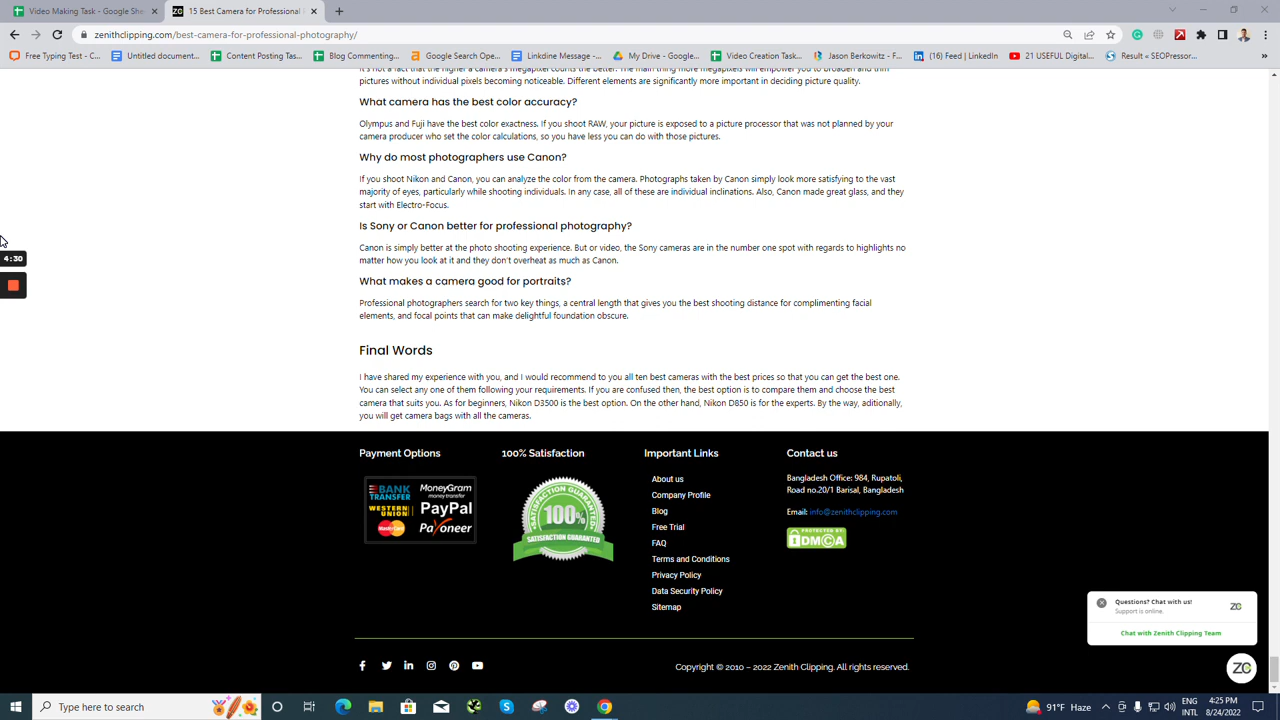 Video Making Task - Google She
15 Best Camera for Professional
zenithclipping.com/best-camera-for-professional-photography/
Free Typing Test - C...
Untitled document...
Content Posting Tas...
Blog Commenting...
Google Search Ope...
Linkdine Message -...
My Drive - Google...
Video Creation Task...
Jason Berkowitz - F...
(16) Feed | LinkedIn
21 USEFUL Digital...
Result « SEOPressor...
pictures without individual pixels becoming noticeable. Different elements are significantly more important in deciding picture quality.
What camera has the best color accuracy?
Olympus and Fuji have the best color exactness. If you shoot RAW, your picture is exposed to a picture processor that was not planned by your
camera producer who set the color calculations, so you have less you can do with those pictures.
Why do most photographers use Canon?
If you shoot Nikon and Canon, you can analyze the color from the camera. Photographs taken by Canon simply look more satisfying to the vast
majority of eyes, particularly while shooting individuals. In any case, all of these are individual inclinations. Also, Canon made great glass, and they
start with Electro-Focus.
Is Sony or Canon better for professional photography?
Canon is simply better at the photo shooting experience. But or video, the Sony cameras are in the number one spot with regards to highlights no
matter how you look at it and they don't overheat as much as Canon.
4:30
What makes a camera good for portraits?
Professional photographers search for two key things, a central length that gives you the best shooting distance for complimenting facial
elements, and focal points that can make delightful foundation obscure.
Final Words
I have shared my experience with you, and I would recommend to you all ten best cameras with the best prices so that you can get the best one.
You can select any one of them following your requirements. If you are confused then, the best option is to compare them and choose the best
camera that suits you. As for beginners, Nikon D3500 is the best option. On the other hand, Nikon D850 is for the experts. By the way, aditionally,
you will get camera bags with all the cameras.
Payment Options
BANK TRANSFER
MoneyGram
money transfer
WESTERN UNION
PayPal
MasterCard
Payoneer
100% Satisfaction
SATISFACTION GUARANTEED
100%
SATISFACTION GUARANTEED
Important Links
About us
Company Profile
Blog
Free Trial
FAQ
Terms and Conditions
Privacy Policy
Data Security Policy
Sitemap
Contact us
Bangladesh Office: 984, Rupatoli,
Road no.20/1 Barisal, Bangladesh
Email: info@zenithclipping.com
PROTECTED BY
DMCA
Questions? Chat with us!
Support is online.
ZC
Chat with Zenith Clipping Team
ZC
Copyright © 2010 – 2022 Zenith Clipping. All rights reserved.
Type here to search
91°F Haze
ENG
INTL
4:25 PM
8/24/2022